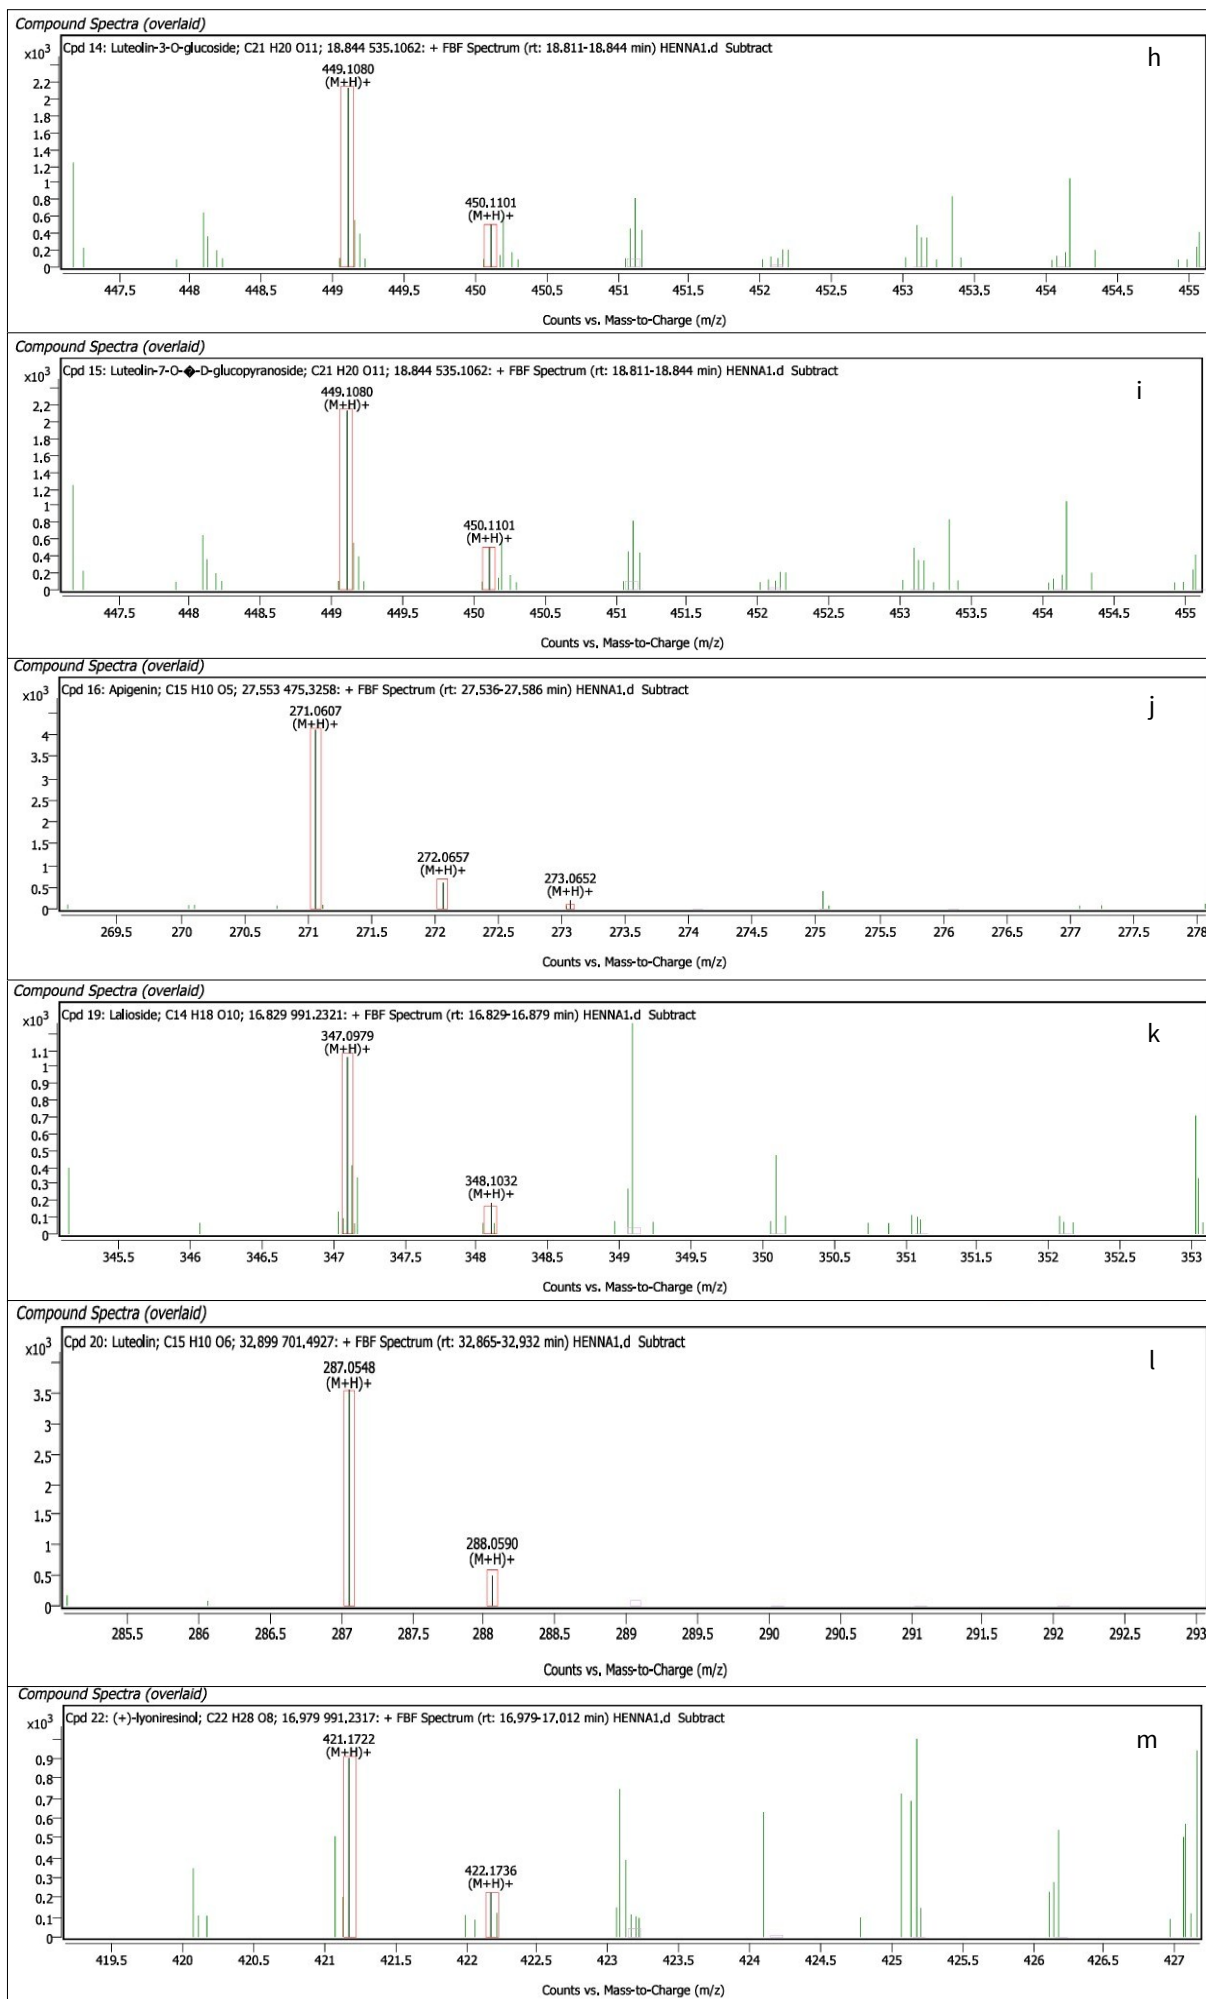 Compound Spectra (overlaid)
Cpd 14: Luteolin-3-O-glucoside; C21 H20 O11; 18.844 535.1062: + FBF Spectrum (rt: 18.811-18.844 min) HENNA1.d Subtract
h
x10³
449.1080
(M+H)+
450.1101
(M+H)+
2.2
2
1.8
1.6
1.4
1.2
1
0.8
0.6
0.4
0.2
0
447.5 448 448.5 449 449.5 450 450.5 451 451.5 452 452.5 453 453.5 454 454.5 455
Counts vs. Mass-to-Charge (m/z)
Compound Spectra (overlaid)
Cpd 15: Luteolin-7-O-�-D-glucopyranoside; C21 H20 O11; 18.844 535.1062: + FBF Spectrum (rt: 18.811-18.844 min) HENNA1.d Subtract
i
x10³
449.1080
(M+H)+
450.1101
(M+H)+
2.2
2
1.8
1.6
1.4
1.2
1
0.8
0.6
0.4
0.2
0
447.5 448 448.5 449 449.5 450 450.5 451 451.5 452 452.5 453 453.5 454 454.5 455
Counts vs. Mass-to-Charge (m/z)
Compound Spectra (overlaid)
Cpd 16: Apigenin; C15 H10 O5; 27.553 475.3258: + FBF Spectrum (rt: 27.536-27.586 min) HENNA1.d Subtract
j
x10³
271.0607
(M+H)+
272.0657
(M+H)+
273.0652
(M+H)+
4
3.5
3
2.5
2
1.5
1
0.5
0
269.5 270 270.5 271 271.5 272 272.5 273 273.5 274 274.5 275 275.5 276 276.5 277 277.5 278
Counts vs. Mass-to-Charge (m/z)
Compound Spectra (overlaid)
Cpd 19: Lalioside; C14 H18 O10; 16.829 991.2321: + FBF Spectrum (rt: 16.829-16.879 min) HENNA1.d Subtract
k
x10³
347.0979
(M+H)+
348.1032
(M+H)+
1.1
1
0.9
0.8
0.7
0.6
0.5
0.4
0.3
0.2
0.1
0
345.5 346 346.5 347 347.5 348 348.5 349 349.5 350 350.5 351 351.5 352 352.5 353
Counts vs. Mass-to-Charge (m/z)
Compound Spectra (overlaid)
Cpd 20: Luteolin; C15 H10 O6; 32.899 701.4927: + FBF Spectrum (rt: 32.865-32.932 min) HENNA1.d Subtract
l
x10³
287.0548
(M+H)+
288.0590
(M+H)+
3.5
3
2.5
2
1.5
1
0.5
0
285.5 286 286.5 287 287.5 288 288.5 289 289.5 290 290.5 291 291.5 292 292.5 293
Counts vs. Mass-to-Charge (m/z)
Compound Spectra (overlaid)
Cpd 22: (+)-lyoniresinol; C22 H28 O8; 16.979 991.2317: + FBF Spectrum (rt: 16.979-17.012 min) HENNA1.d Subtract
m
x10³
421.1722
(M+H)+
422.1736
(M+H)+
0.9
0.8
0.7
0.6
0.5
0.4
0.3
0.2
0.1
0
419.5 420 420.5 421 421.5 422 422.5 423 423.5 424 424.5 425 425.5 426 426.5 427
Counts vs. Mass-to-Charge (m/z)